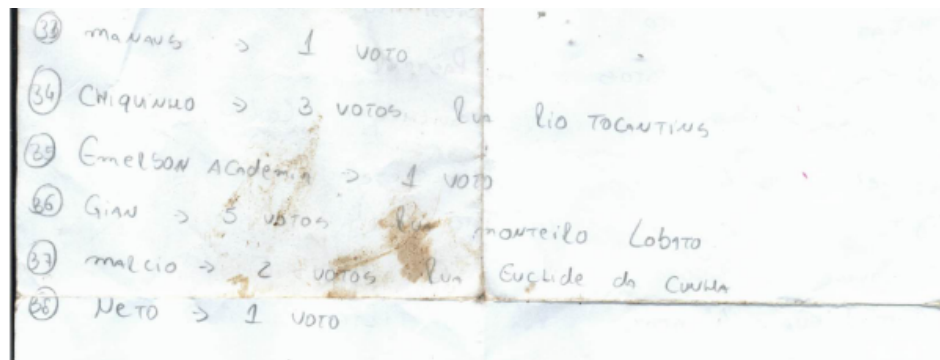 33 MANAUS → 1 VOTO
34 CHIQUINHO → 3 VOTOS RUA RIO TOCANTINS
35 EMERSON ACADEMIA → 1 VOTO
36 GIAN → 5 VOTOS RUA MONTEIRO LOBATO
37 MARCIO → 2 VOTOS RUA EUCLIDE DA CUNHA
38 NETO → 1 VOTO